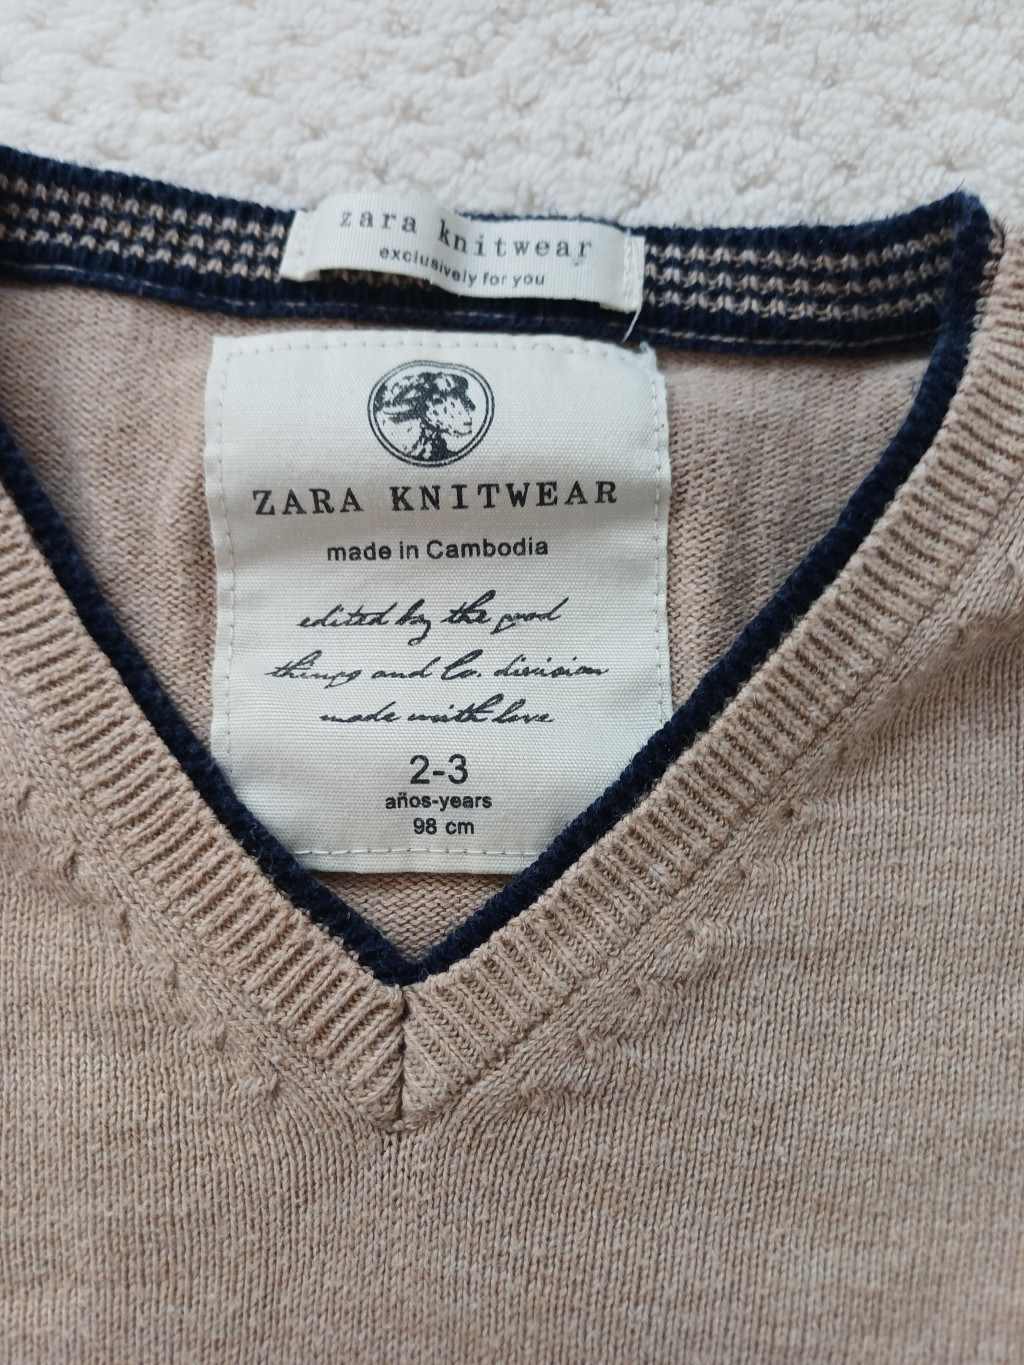 zara knitwear
exclusively for you
ZARA KNITWEAR
made in Cambodia
edited by the good
things and Co. division
made with love
2-3
años-years
98 cm